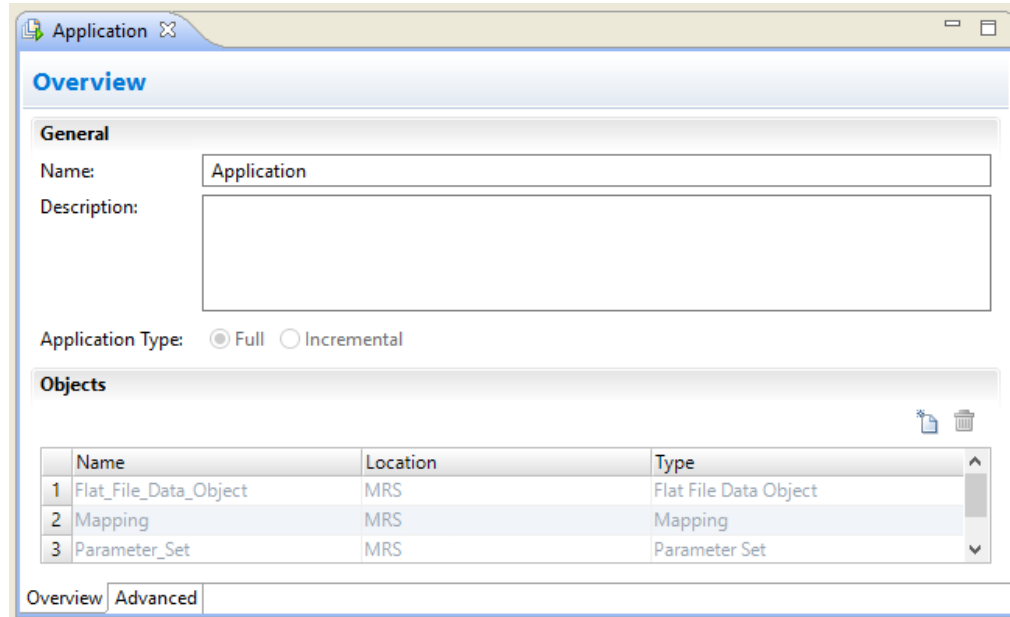 Application
Overview
General
Name: Application
Description:
Application Type: Full Incremental
Objects
Name Location Type
1 Flat_File_Data_Object MRS Flat File Data Object
2 Mapping MRS Mapping
3 Parameter_Set MRS Parameter Set
Overview Advanced